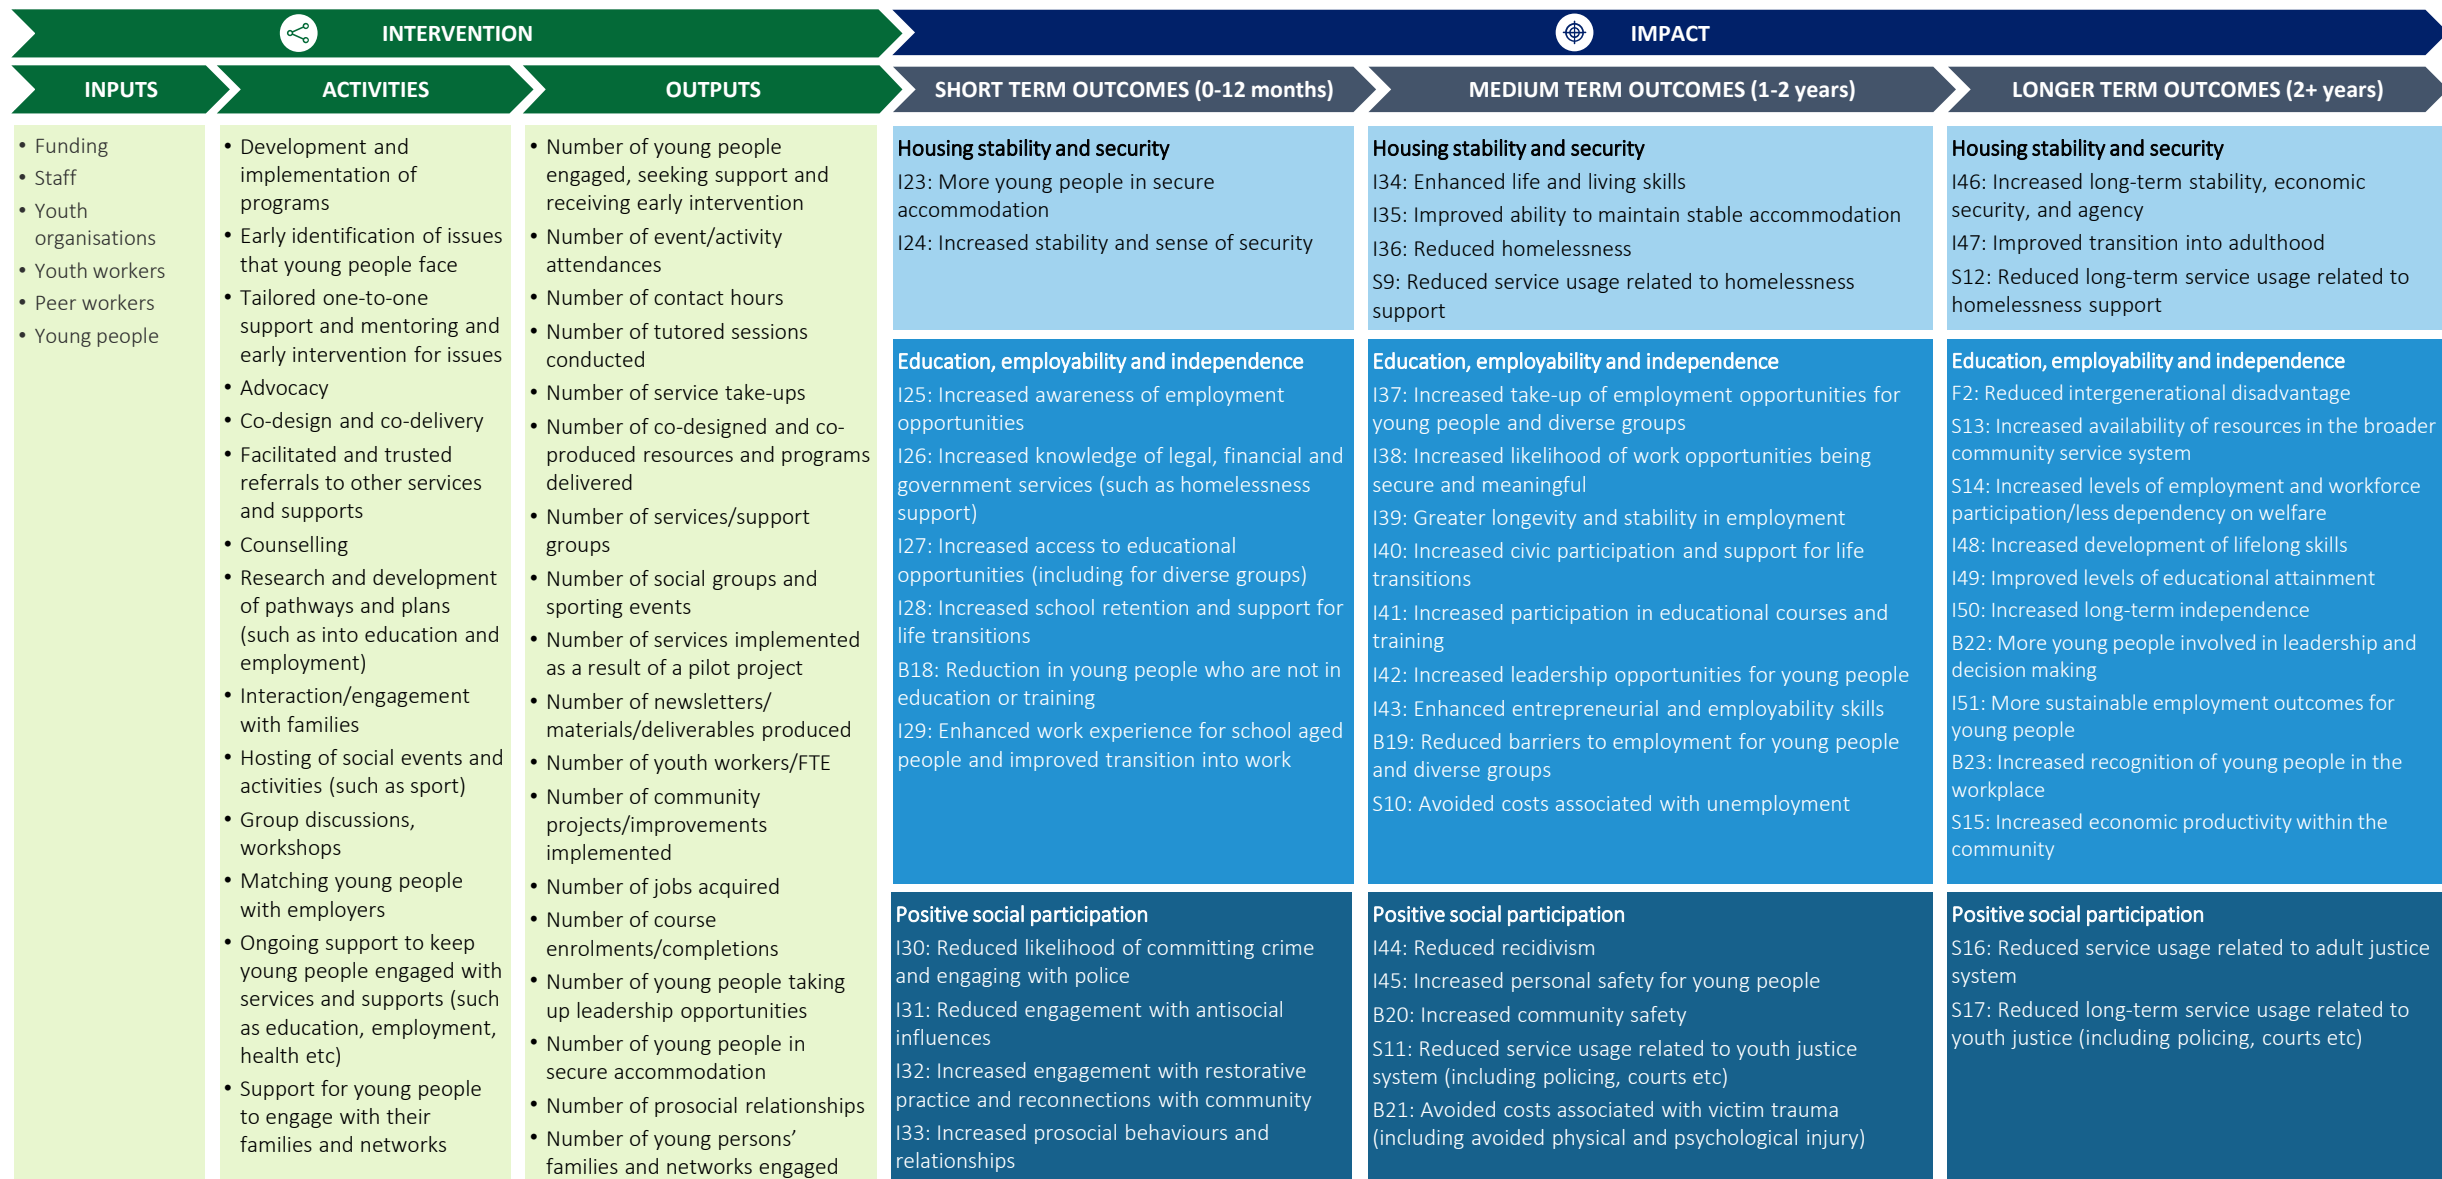 INTERVENTION
IMPACT
INPUTS
ACTIVITIES
OUTPUTS
SHORT TERM OUTCOMES (0-12 months)
MEDIUM TERM OUTCOMES (1-2 years)
LONGER TERM OUTCOMES (2+ years)
• Funding
• Staff
• Youth
organisations
• Youth workers
• Peer workers
• Young people
• Development and
implementation of
programs
• Early identification of issues
that young people face
• Tailored one-to-one
support and mentoring and
early intervention for issues
• Advocacy
• Co-design and co-delivery
• Facilitated and trusted
referrals to other services
and supports
• Counselling
• Research and development
of pathways and plans
(such as into education and
employment)
• Interaction/engagement
with families
• Hosting of social events and
activities (such as sport)
• Group discussions,
workshops
• Matching young people
with employers
• Ongoing support to keep
young people engaged with
services and supports (such
as education, employment,
health etc)
• Support for young people
to engage with their
families and networks
• Number of young people
engaged, seeking support and
receiving early intervention
• Number of event/activity
attendances
• Number of contact hours
• Number of tutored sessions
conducted
• Number of service take-ups
• Number of co-designed and co-
produced resources and programs
delivered
• Number of services/support
groups
• Number of social groups and
sporting events
• Number of services implemented
as a result of a pilot project
• Number of newsletters/
materials/deliverables produced
• Number of youth workers/FTE
• Number of community
projects/improvements
implemented
• Number of jobs acquired
• Number of course
enrolments/completions
• Number of young people taking
up leadership opportunities
• Number of young people in
secure accommodation
• Number of prosocial relationships
• Number of young persons’
families and networks engaged
Housing stability and security
I23: More young people in secure
accommodation
I24: Increased stability and sense of security
Education, employability and independence
I25: Increased awareness of employment
opportunities
I26: Increased knowledge of legal, financial and
government services (such as homelessness
support)
I27: Increased access to educational
opportunities (including for diverse groups)
I28: Increased school retention and support for
life transitions
B18: Reduction in young people who are not in
education or training
I29: Enhanced work experience for school aged
people and improved transition into work
Positive social participation
I30: Reduced likelihood of committing crime
and engaging with police
I31: Reduced engagement with antisocial
influences
I32: Increased engagement with restorative
practice and reconnections with community
I33: Increased prosocial behaviours and
relationships
Housing stability and security
I34: Enhanced life and living skills
I35: Improved ability to maintain stable accommodation
I36: Reduced homelessness
S9: Reduced service usage related to homelessness
support
Education, employability and independence
I37: Increased take-up of employment opportunities for
young people and diverse groups
I38: Increased likelihood of work opportunities being
secure and meaningful
I39: Greater longevity and stability in employment
I40: Increased civic participation and support for life
transitions
I41: Increased participation in educational courses and
training
I42: Increased leadership opportunities for young people
I43: Enhanced entrepreneurial and employability skills
B19: Reduced barriers to employment for young people
and diverse groups
S10: Avoided costs associated with unemployment
Positive social participation
I44: Reduced recidivism
I45: Increased personal safety for young people
B20: Increased community safety
S11: Reduced service usage related to youth justice
system (including policing, courts etc)
B21: Avoided costs associated with victim trauma
(including avoided physical and psychological injury)
Housing stability and security
I46: Increased long-term stability, economic
security, and agency
I47: Improved transition into adulthood
S12: Reduced long-term service usage related to
homelessness support
Education, employability and independence
F2: Reduced intergenerational disadvantage
S13: Increased availability of resources in the broader
community service system
S14: Increased levels of employment and workforce
participation/less dependency on welfare
I48: Increased development of lifelong skills
I49: Improved levels of educational attainment
I50: Increased long-term independence
B22: More young people involved in leadership and
decision making
I51: More sustainable employment outcomes for
young people
B23: Increased recognition of young people in the
workplace
S15: Increased economic productivity within the
community
Positive social participation
S16: Reduced service usage related to adult justice
system
S17: Reduced long-term service usage related to
youth justice (including policing, courts etc)